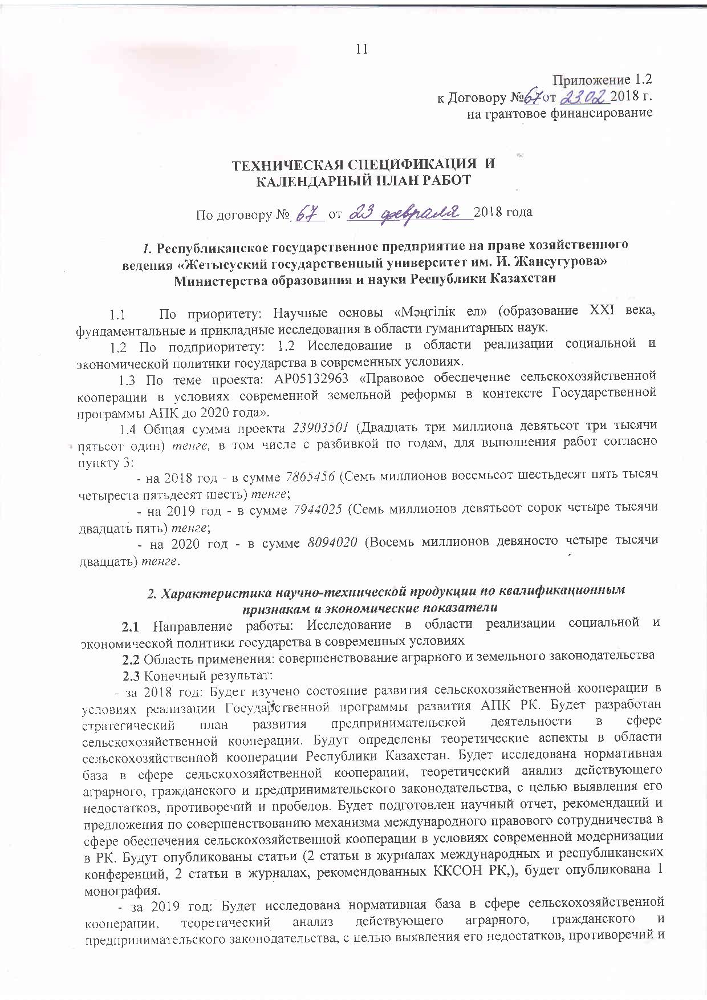 11
Приложение 1.2
к Договору №67 от 23.02 2018 г.
на грантовое финансирование
ТЕХНИЧЕСКАЯ СПЕЦИФИКАЦИЯ И
КАЛЕНДАРНЫЙ ПЛАН РАБОТ
По договору № 67 от 23 февраля 2018 года
1. Республиканское государственное предприятие на праве хозяйственного
ведения «Жетысуский государственный университет им. И. Жансугурова»
Министерства образования и науки Республики Казахстан
1.1 По приоритету: Научные основы «Мәңгілік ел» (образование XXI века,
фундаментальные и прикладные исследования в области гуманитарных наук.
1.2 По подприоритету: 1.2 Исследование в области реализации социальной и
экономической политики государства в современных условиях.
1.3 По теме проекта: АР05132963 «Правовое обеспечение сельскохозяйственной
кооперации в условиях современной земельной реформы в контексте Государственной
программы АПК до 2020 года».
1.4 Общая сумма проекта 23903501 (Двадцать три миллиона девятьсот три тысячи
пятьсот один) тенге, в том числе с разбивкой по годам, для выполнения работ согласно
пункту 3:
- на 2018 год - в сумме 7865456 (Семь миллионов восемьсот шестьдесят пять тысяч
четыреста пятьдесят шесть) тенге;
- на 2019 год - в сумме 7944025 (Семь миллионов девятьсот сорок четыре тысячи
двадцать пять) тенге;
- на 2020 год - в сумме 8094020 (Восемь миллионов девяносто четыре тысячи
двадцать) тенге.
2. Характеристика научно-технической продукции по квалификационным
признакам и экономические показатели
2.1 Направление работы: Исследование в области реализации социальной и
экономической политики государства в современных условиях
2.2 Область применения: совершенствование аграрного и земельного законодательства
2.3 Конечный результат:
- за 2018 год: Будет изучено состояние развития сельскохозяйственной кооперации в
условиях реализации Государственной программы развития АПК РК. Будет разработан
стратегический план развития предпринимательской деятельности в сфере
сельскохозяйственной кооперации. Будут определены теоретические аспекты в области
сельскохозяйственной кооперации Республики Казахстан. Будет исследована нормативная
база в сфере сельскохозяйственной кооперации, теоретический анализ действующего
аграрного, гражданского и предпринимательского законодательства, с целью выявления его
недостатков, противоречий и пробелов. Будет подготовлен научный отчет, рекомендаций и
предложения по совершенствованию механизма международного правового сотрудничества в
сфере обеспечения сельскохозяйственной кооперации в условиях современной модернизации
в РК. Будут опубликованы статьи (2 статьи в журналах международных и республиканских
конференций, 2 статьи в журналах, рекомендованных ККСОН РК,), будет опубликована 1
монография.
- за 2019 год: Будет исследована нормативная база в сфере сельскохозяйственной
кооперации, теоретический анализ действующего аграрного, гражданского и
предпринимательского законодательства, с целью выявления его недостатков, противоречий и